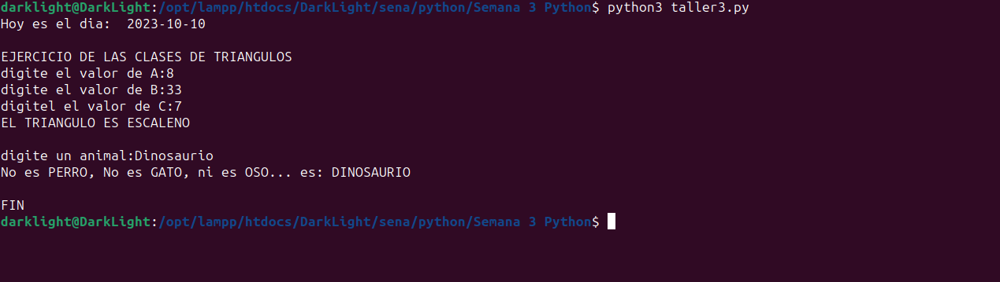 darklight@DarkLight:/opt/lampp/htdocs/DarkLight/sena/python/Semana 3 Python$ python3 taller3.py
Hoy es el dia:  2023-10-10

EJERCICIO DE LAS CLASES DE TRIANGULOS
digite el valor de A:8
digite el valor de B:33
digitel el valor de C:7
EL TRIANGULO ES ESCALENO

digite un animal:Dinosaurio
No es PERRO, No es GATO, ni es OSO... es: DINOSAURIO

FIN
darklight@DarkLight:/opt/lampp/htdocs/DarkLight/sena/python/Semana 3 Python$